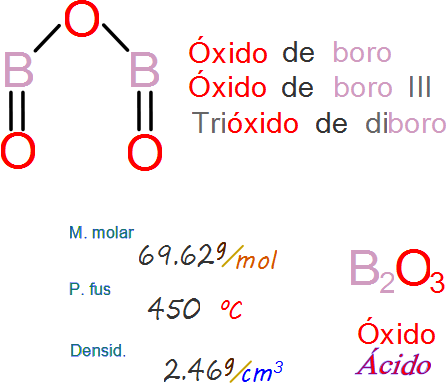 O
B B
O O
Óxido de boro
Óxido de boro III
Trióxido de diboro
M. molar
69.62g/mol
P. fus
450 ºC
Densid.
2.46g/cm³
B₂O₃
Óxido
Ácido